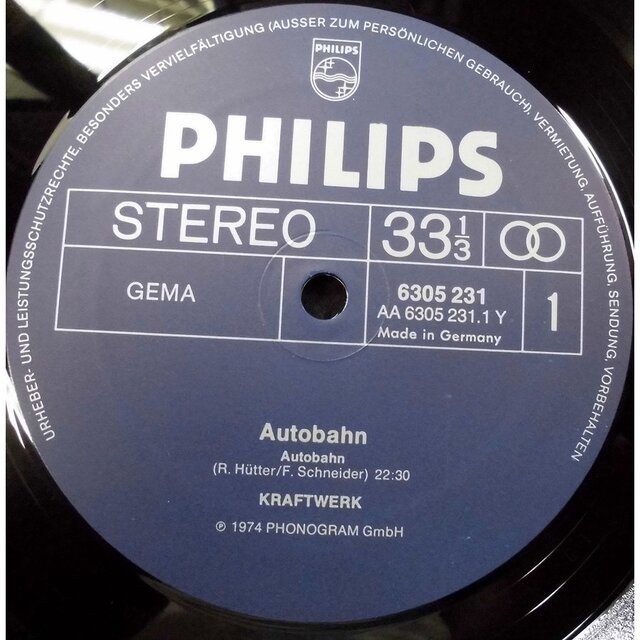 URHEBER- UND LEISTUNGSSCHUTZRECHTE, BESONDERS VERVIELFÄLTIGUNG (AUSSER ZUM PERSÖNLICHEN GEBRAUCH), VERMIETUNG, AUFFÜHRUNG, SENDUNG, VORBEHALTEN
PHILIPS
PHILIPS
STEREO 33 1/3
GEMA
6305 231
AA 6305 231.1 Y
Made in Germany
1
Autobahn
Autobahn
(R. Hütter/F. Schneider) 22:30
KRAFTWERK
℗ 1974 PHONOGRAM GmbH